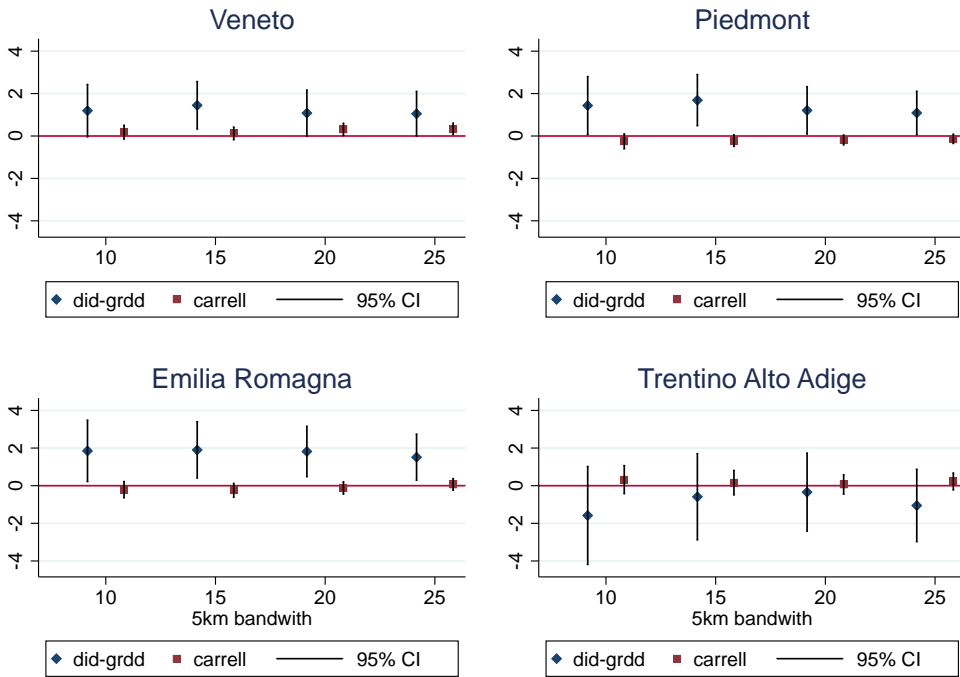 Veneto
4
2
0
-2
-4
10 15 20 25
did-grdd carrell 95% CI
Piedmont
4
2
0
-2
-4
10 15 20 25
did-grdd carrell 95% CI
Emilia Romagna
4
2
0
-2
-4
10 15 20 25
5km bandwith
did-grdd carrell 95% CI
Trentino Alto Adige
4
2
0
-2
-4
10 15 20 25
5km bandwith
did-grdd carrell 95% CI